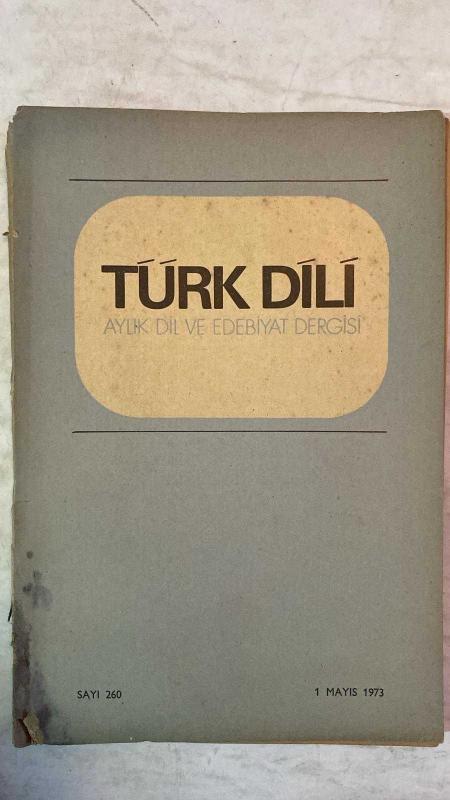 TÜRK DİLİ
AYLIK DİL VE EDEBİYAT DERGİSİ
SAYI 260
1 MAYIS 1973